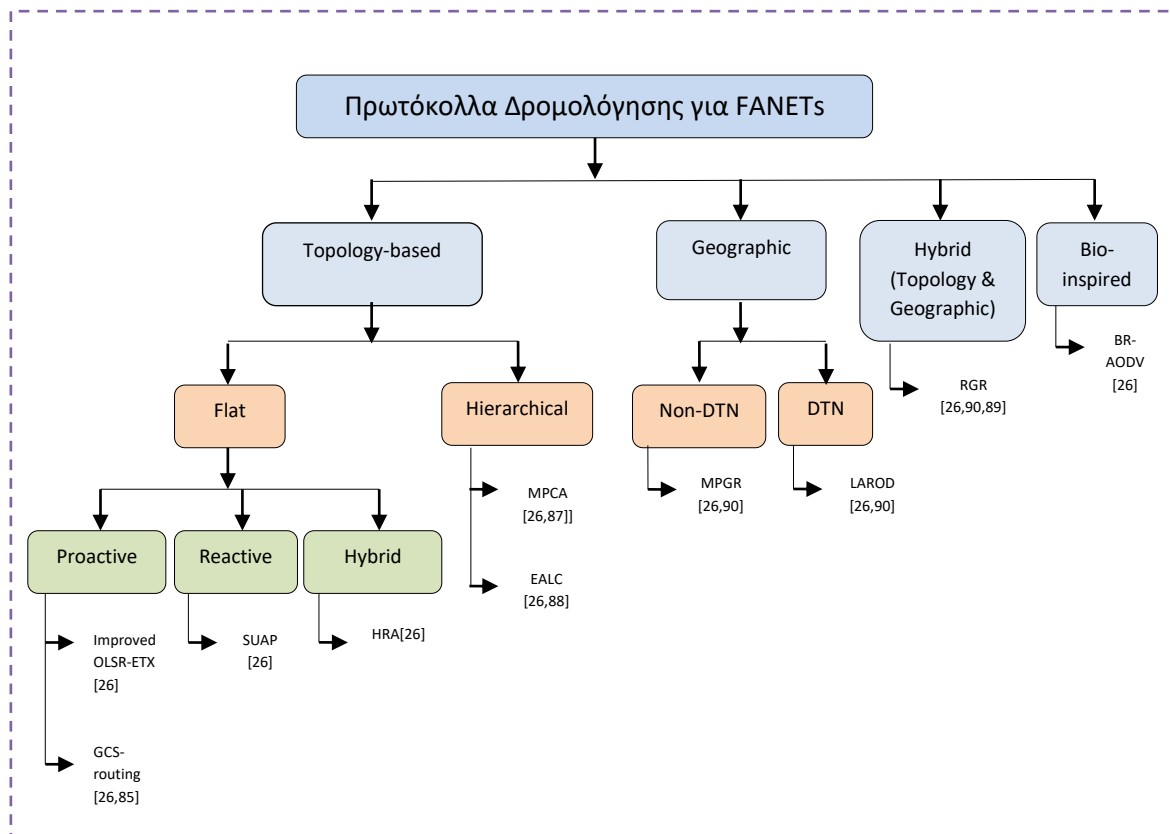 Πρωτόκολλα Δρομολόγησης για FANETs
Topology-based
Geographic
Hybrid
(Topology &
Geographic)
Bio-
inspired
BR-
AODV
[26]
RGR
[26,90,89]
Flat
Hierarchical
Non-DTN
DTN
MPCA
[26,87]]
MPGR
[26,90]
LAROD
[26,90]
Proactive
Reactive
Hybrid
EALC
[26,88]
Improved
OLSR-ETX
[26]
SUAP
[26]
HRA[26]
GCS-
routing
[26,85]